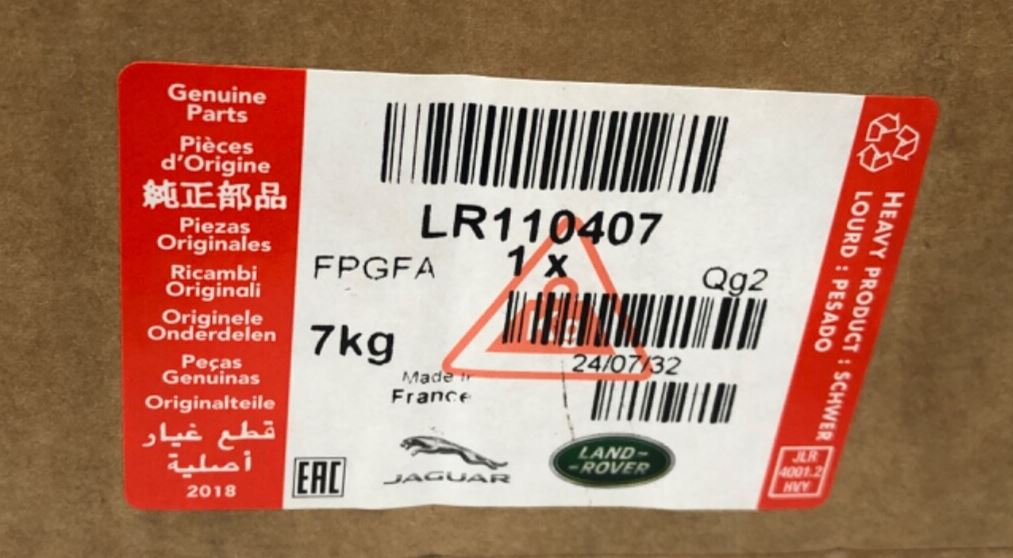 Genuine
Parts
Pièces
d'Origine
純正部品
Piezas
Originales
Ricambi
Originali
Originele
Onderdelen
Peças
Genuinas
Originalteile
قطع غيار
أصلية
2018
LR110407
FPGFA
1 x
Qg2
Kg
7kg
24/07/32
Made in
France
EAC
JAGUAR
LAND-
-ROVER
HEAVY PRODUCT : SCHWER
LOURD : PESADO
JLR
4001.2
HVY